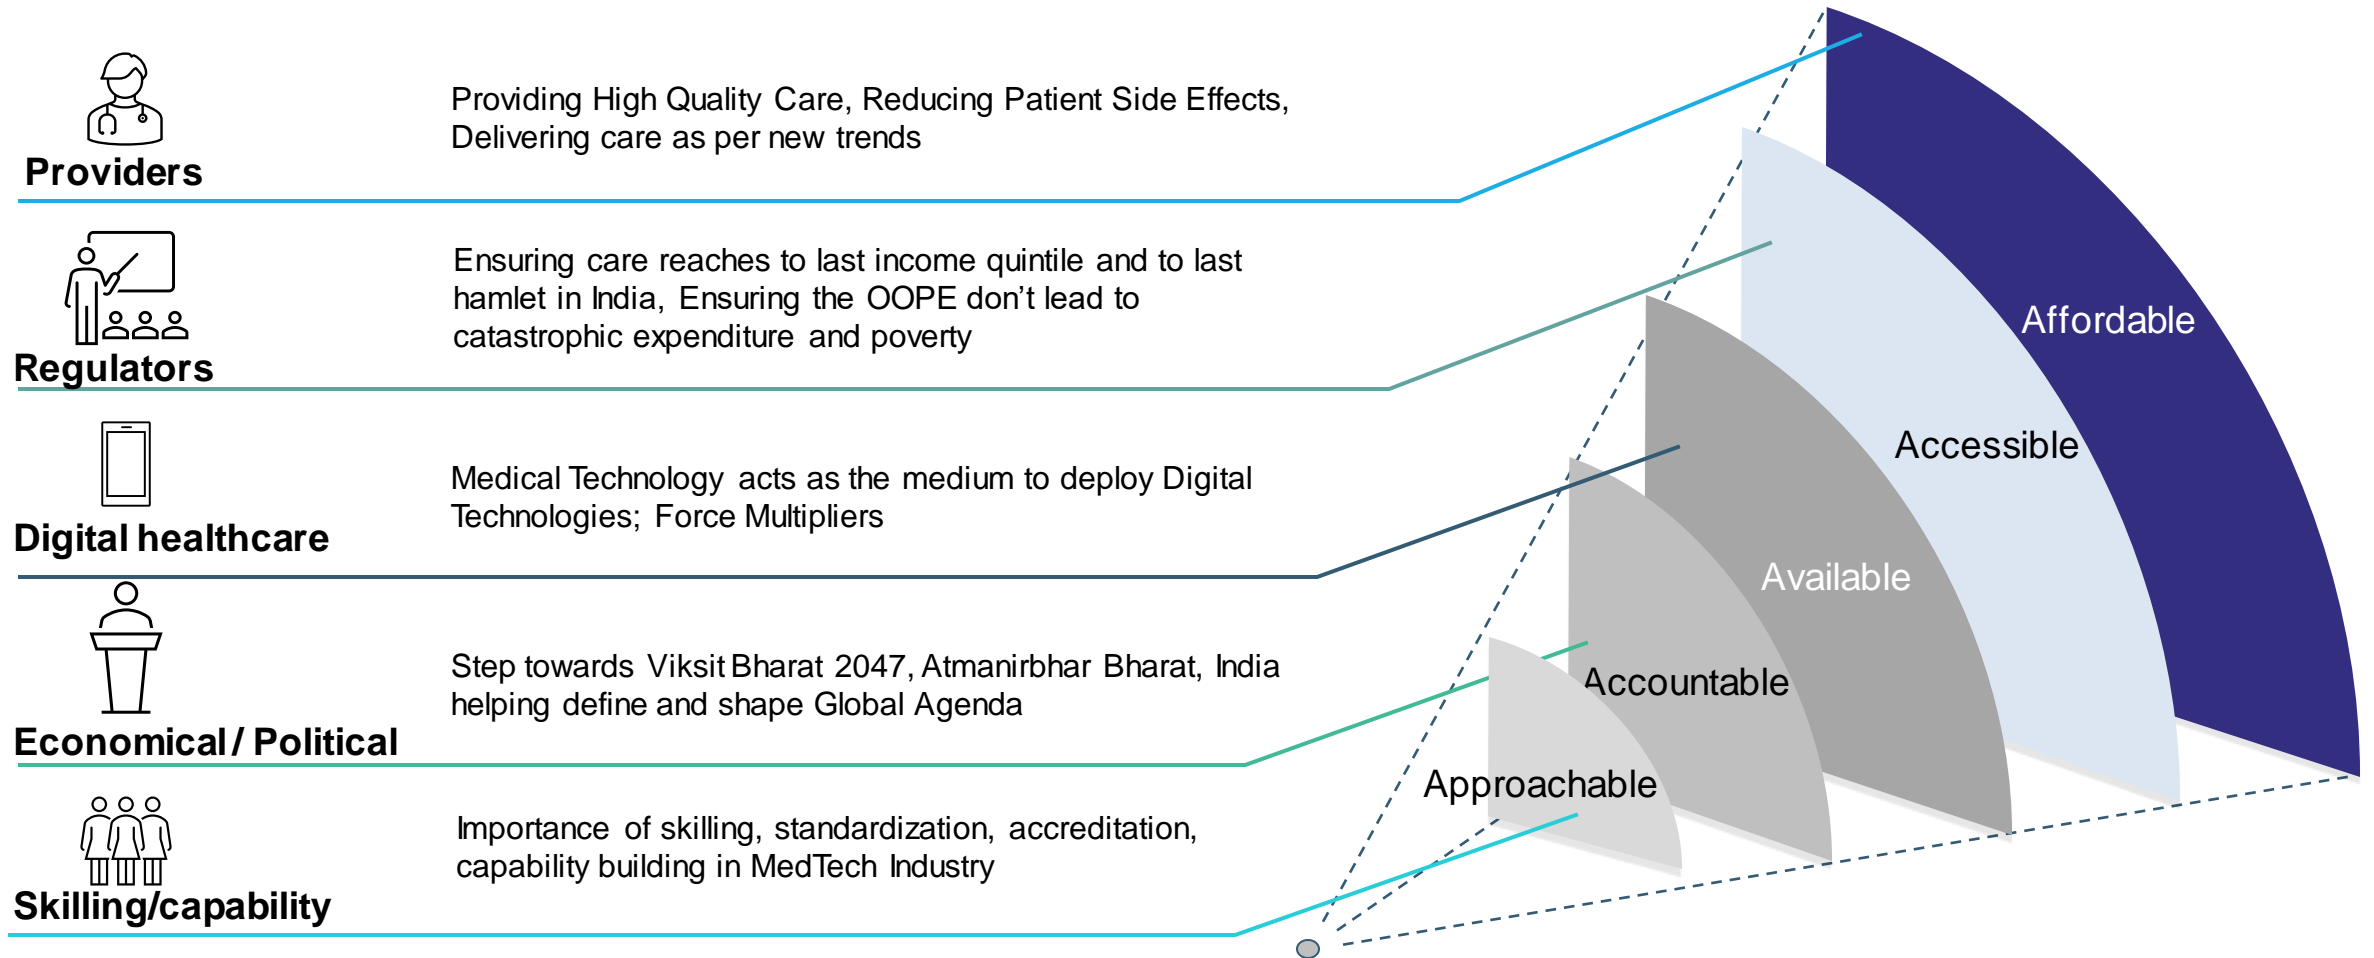 Providing High Quality Care, Reducing Patient Side Effects,
Delivering care as per new trends
Providers
Ensuring care reaches to last income quintile and to last
hamlet in India, Ensuring the OOPE don’t lead to
catastrophic expenditure and poverty
Regulators
Medical Technology acts as the medium to deploy Digital
Technologies; Force Multipliers
Digital healthcare
Step towards Viksit Bharat 2047, Atmanirbhar Bharat, India
helping define and shape Global Agenda
Economical / Political
Importance of skilling, standardization, accreditation,
capability building in MedTech Industry
Skilling/capability
Affordable
Accessible
Available
Accountable
Approachable